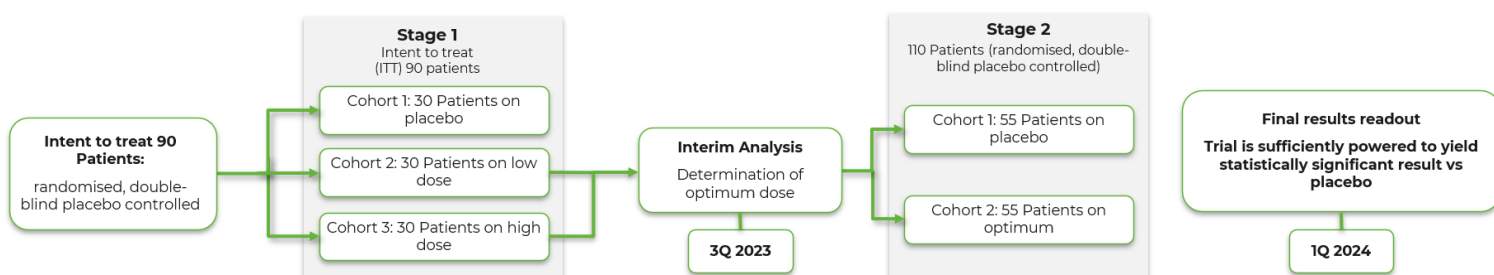 Intent to treat 90
Patients:
randomised, double-
blind placebo controlled
Stage 1
Intent to treat
(ITT) 90 patients
Cohort 1: 30 Patients on
placebo
Cohort 2: 30 Patients on low
dose
Cohort 3: 30 Patients on high
dose
Interim Analysis
Determination of
optimum dose
3Q 2023
Stage 2
110 Patients (randomised, double-
blind placebo controlled)
Cohort 1: 55 Patients on
placebo
Cohort 2: 55 Patients on
optimum
Final results readout
Trial is sufficiently powered to yield
statistically significant result vs
placebo
1Q 2024